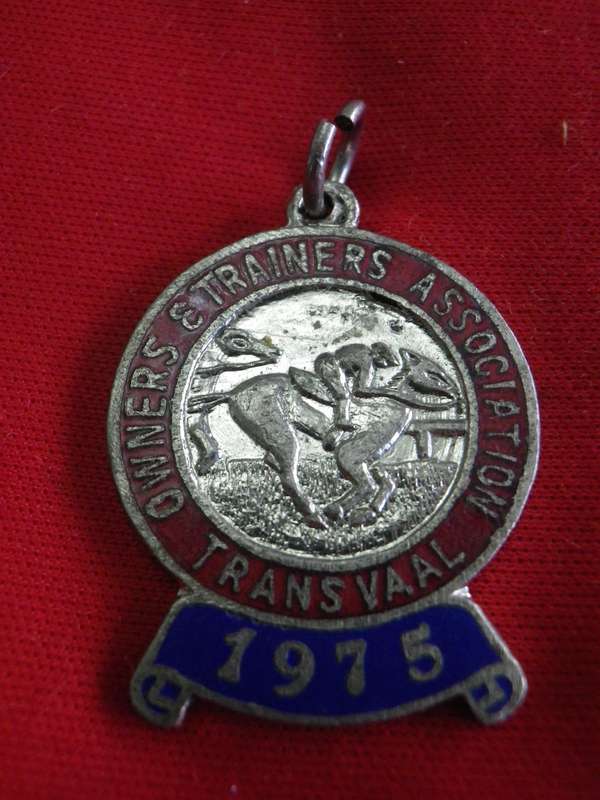 OWNERS & TRAINERS ASSOCIATION
TRANSVAAL
1975